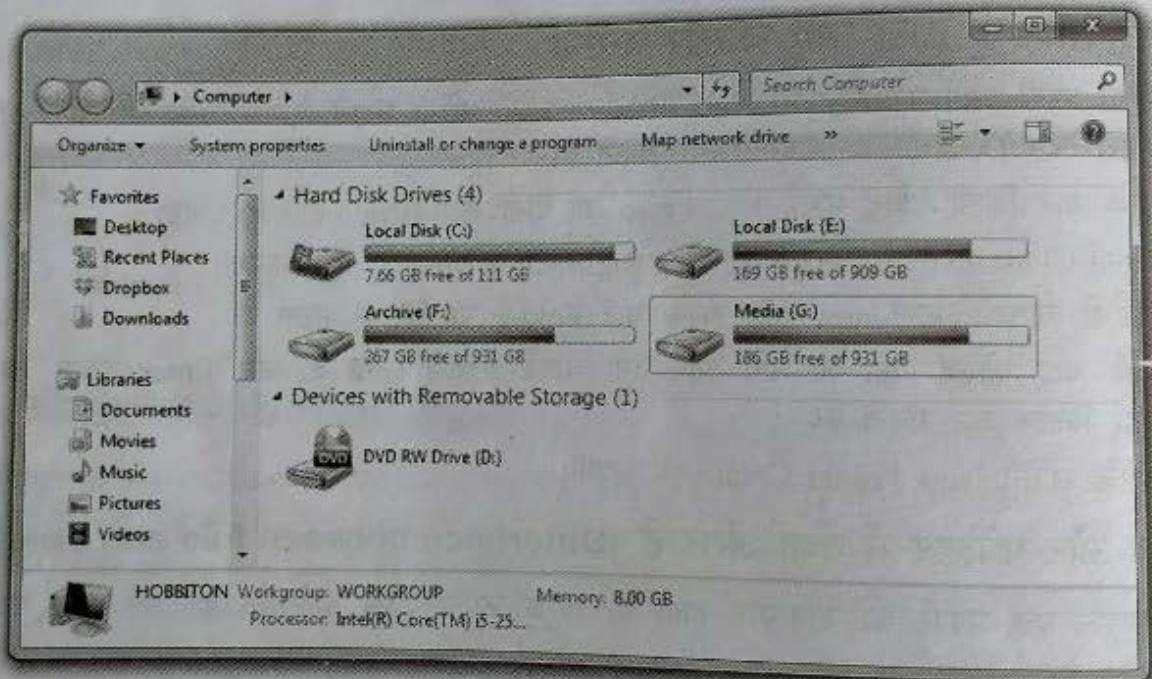 Computer
Search Computer
Organize System properties Uninstall or change a program Map network drive »
Favorites
Desktop
Recent Places
Dropbox
Downloads
Libraries
Documents
Movies
Music
Pictures
Videos
Hard Disk Drives (4)
Local Disk (C:)
7.66 GB free of 111 GB
Local Disk (E:)
169 GB free of 909 GB
Archive (F:)
267 GB free of 931 GB
Media (G:)
186 GB free of 931 GB
Devices with Removable Storage (1)
DVD
DVD RW Drive (D:)
HOBBITON Workgroup: WORKGROUP Memory: 8.00 GB
Processor: Intel(R) Core(TM) i5-25...